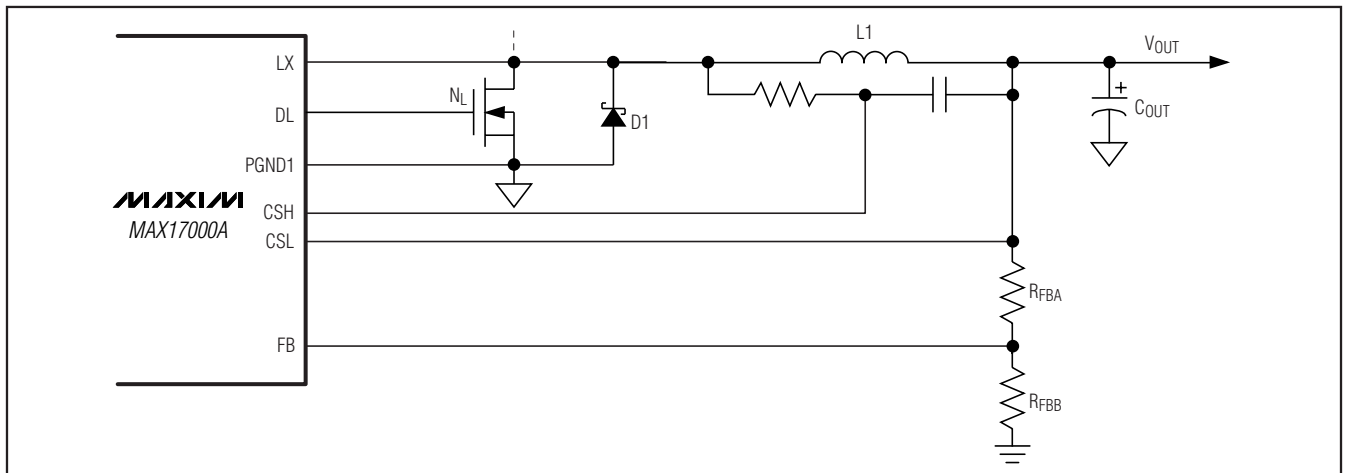 L1
VOUT
LX
NL
DL
D1
+
COUT
PGND1
MAXIM
MAX17000A
CSH
CSL
RFBA
FB
RFBB